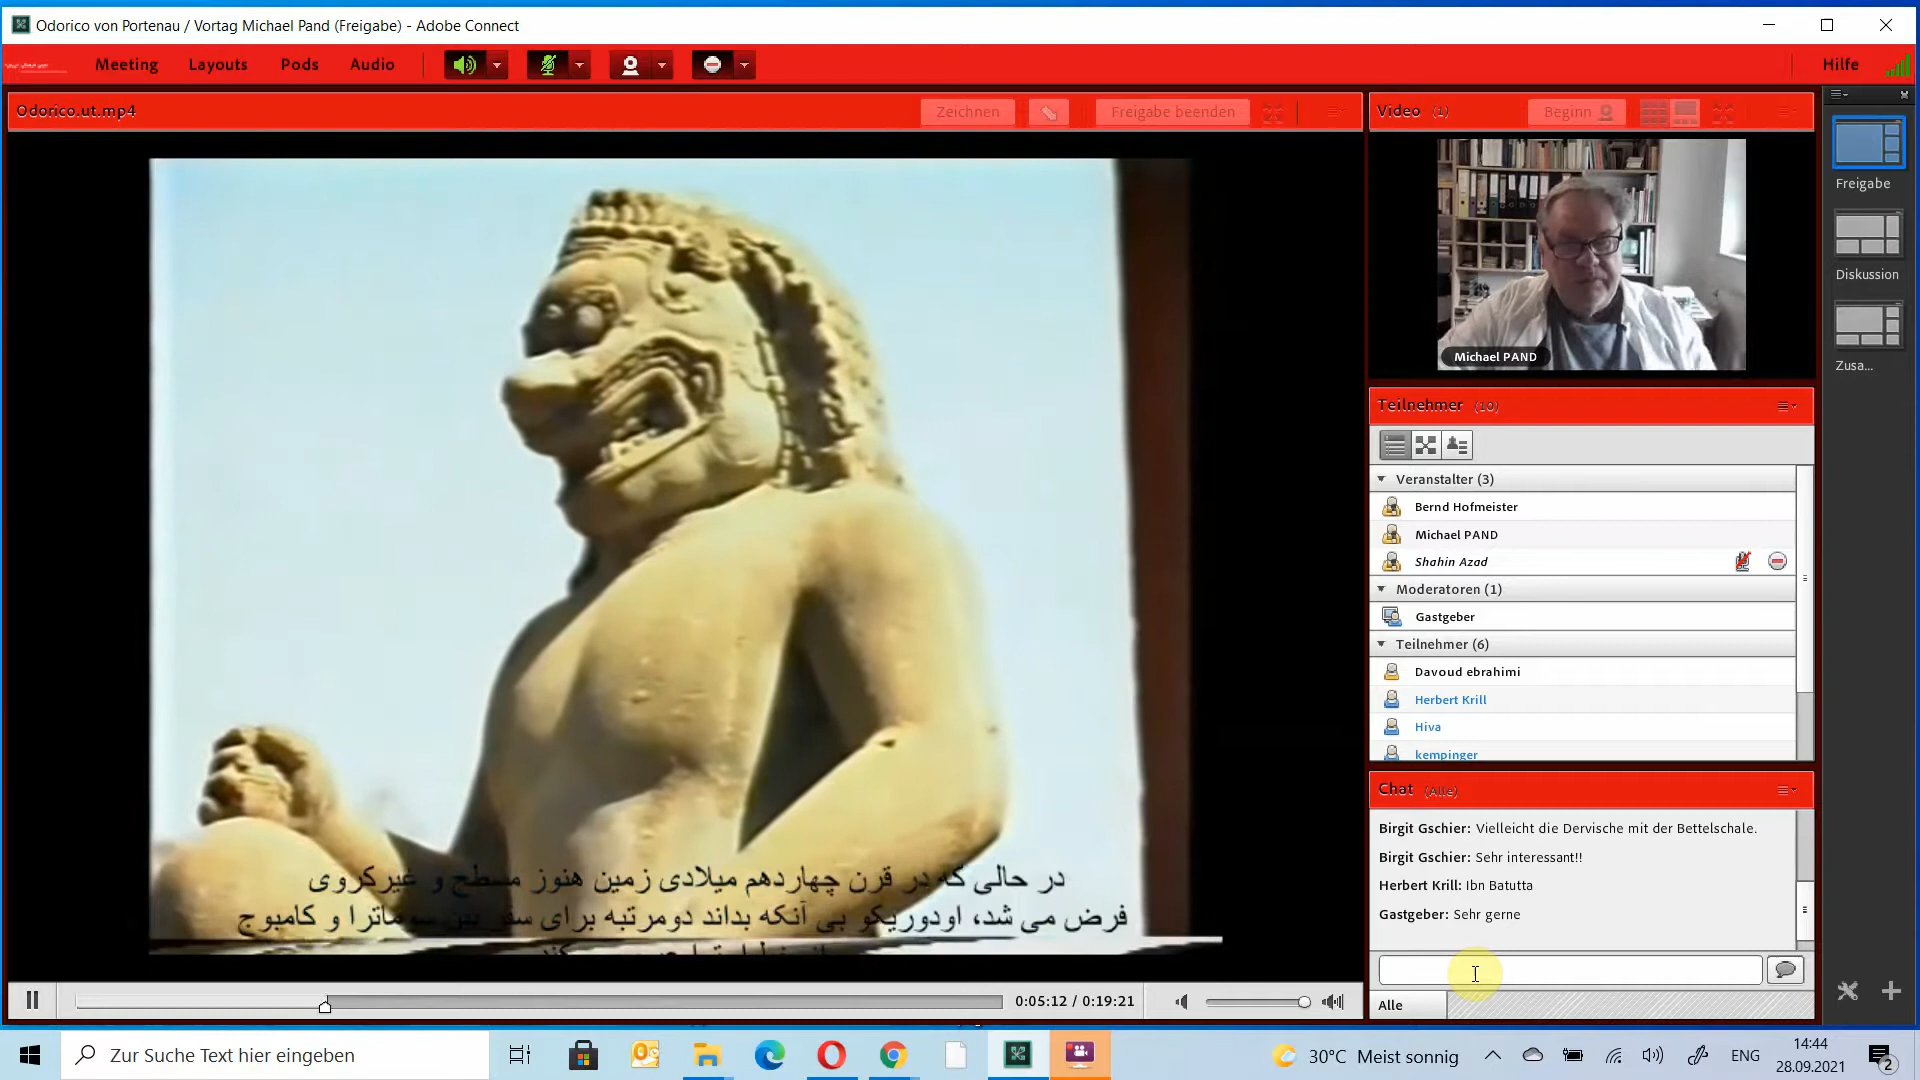 Odorico von Portenau / Vortag Michael Pand (Freigabe) - Adobe Connect
Meeting Layouts Pods Audio Hilfe
Odorico.ut.mp4 Zeichnen Freigabe beenden
Video (1) Beginn
Michael PAND
Freigabe
Diskussion
Zusa...
Teilnehmer (10)
Veranstalter (3)
Bernd Hofmeister
Michael PAND
Shahin Azad
Moderatoren (1)
Gastgeber
Teilnehmer (6)
Davoud ebrahimi
Herbert Krill
Hiva
kempinger
Chat (Alle)
Birgit Gschier: Vielleicht die Dervische mit der Bettelschale.
Birgit Gschier: Sehr interessant!!
Herbert Krill: Ibn Batutta
Gastgeber: Sehr gerne
Alle
در حالی که در قرن چهاردهم میلادی زمین هنوز مسطح و غیرکروی
فرض می شد، اودوریکو بی آنکه بداند دومرتبه برای سفر بین سوماترا و کامبوج
0:05:12 / 0:19:21
Zur Suche Text hier eingeben
30°C Meist sonnig
ENG
14:44
28.09.2021
2